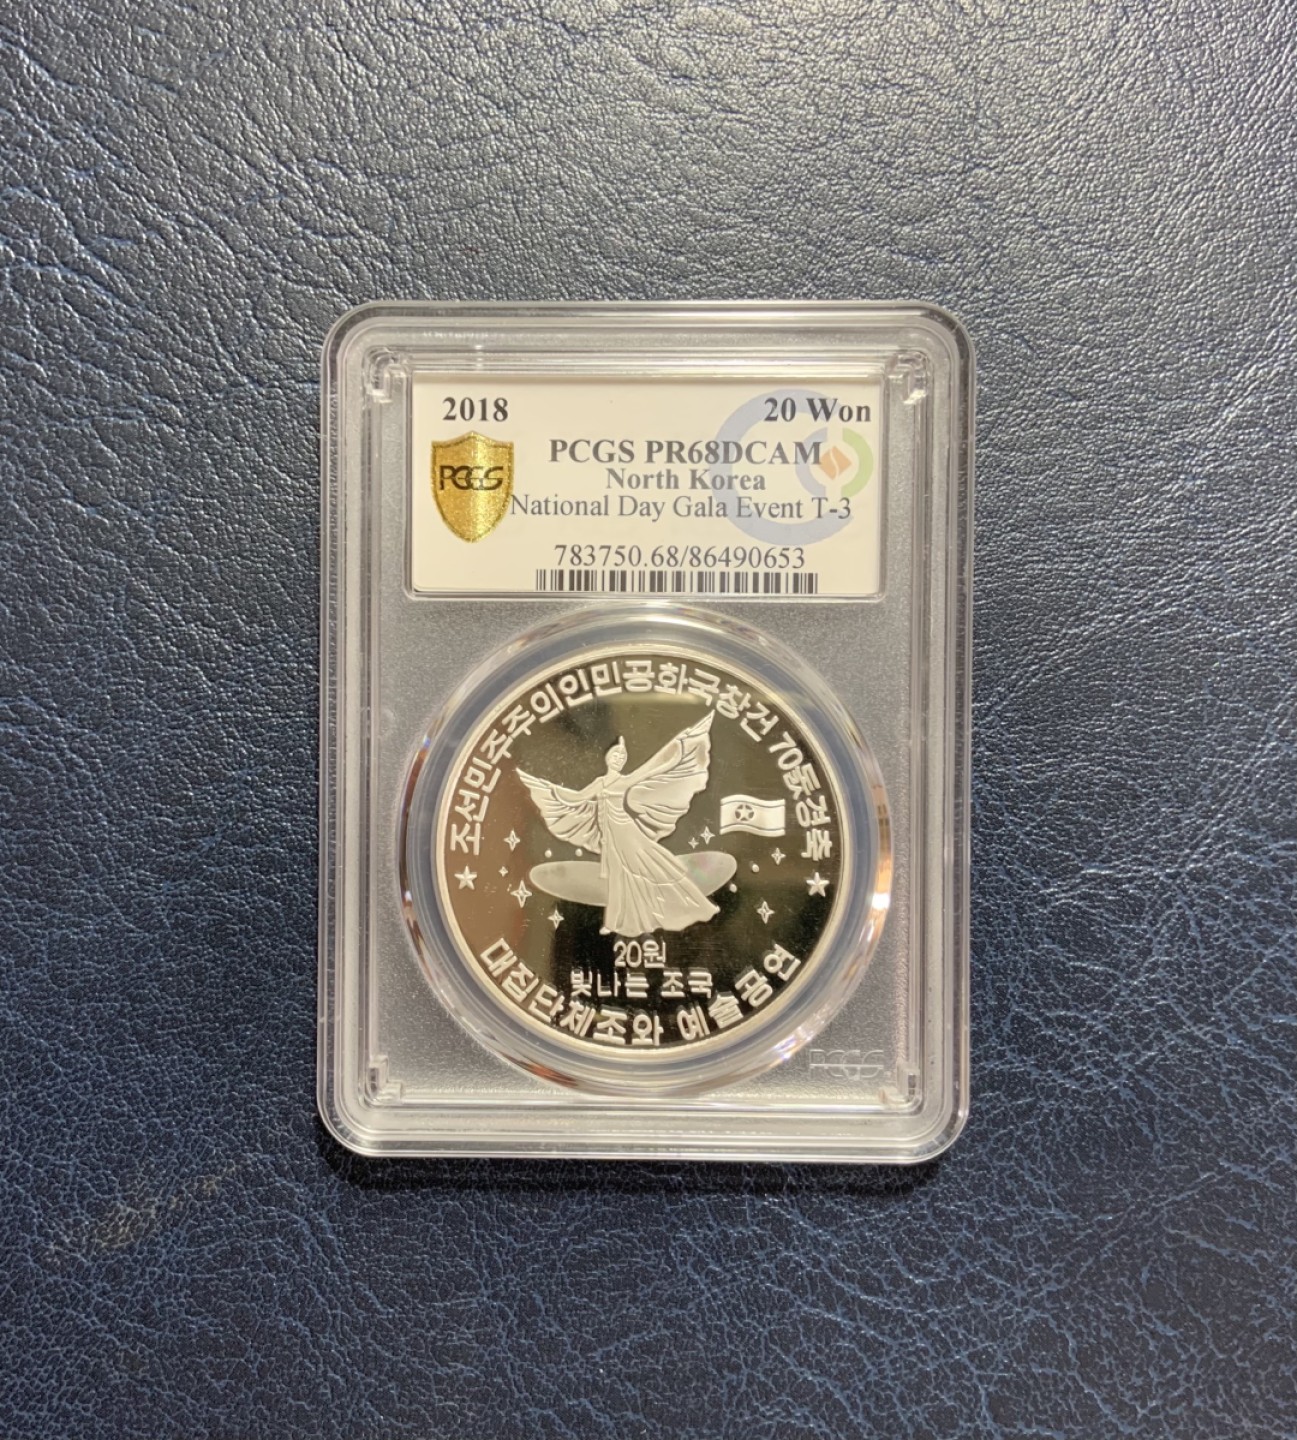 2018 20 Won
PCGS PR68DCAM
PCGS North Korea
National Day Gala Event T-3
783750.68/86490653
조선민주주의인민공화국창건 70돐경축
20원
빛나는 조국
대집단체조와 예술공연
PCGS